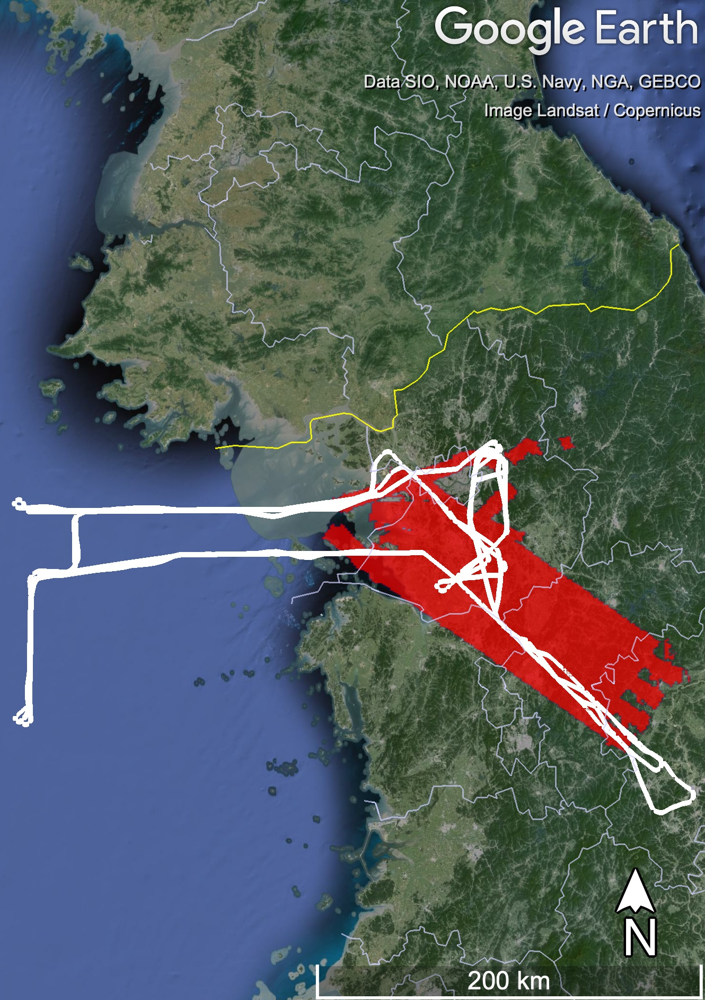 Google Earth
Data SIO, NOAA, U.S. Navy, NGA, GEBCO
Image Landsat / Copernicus
N
200 km